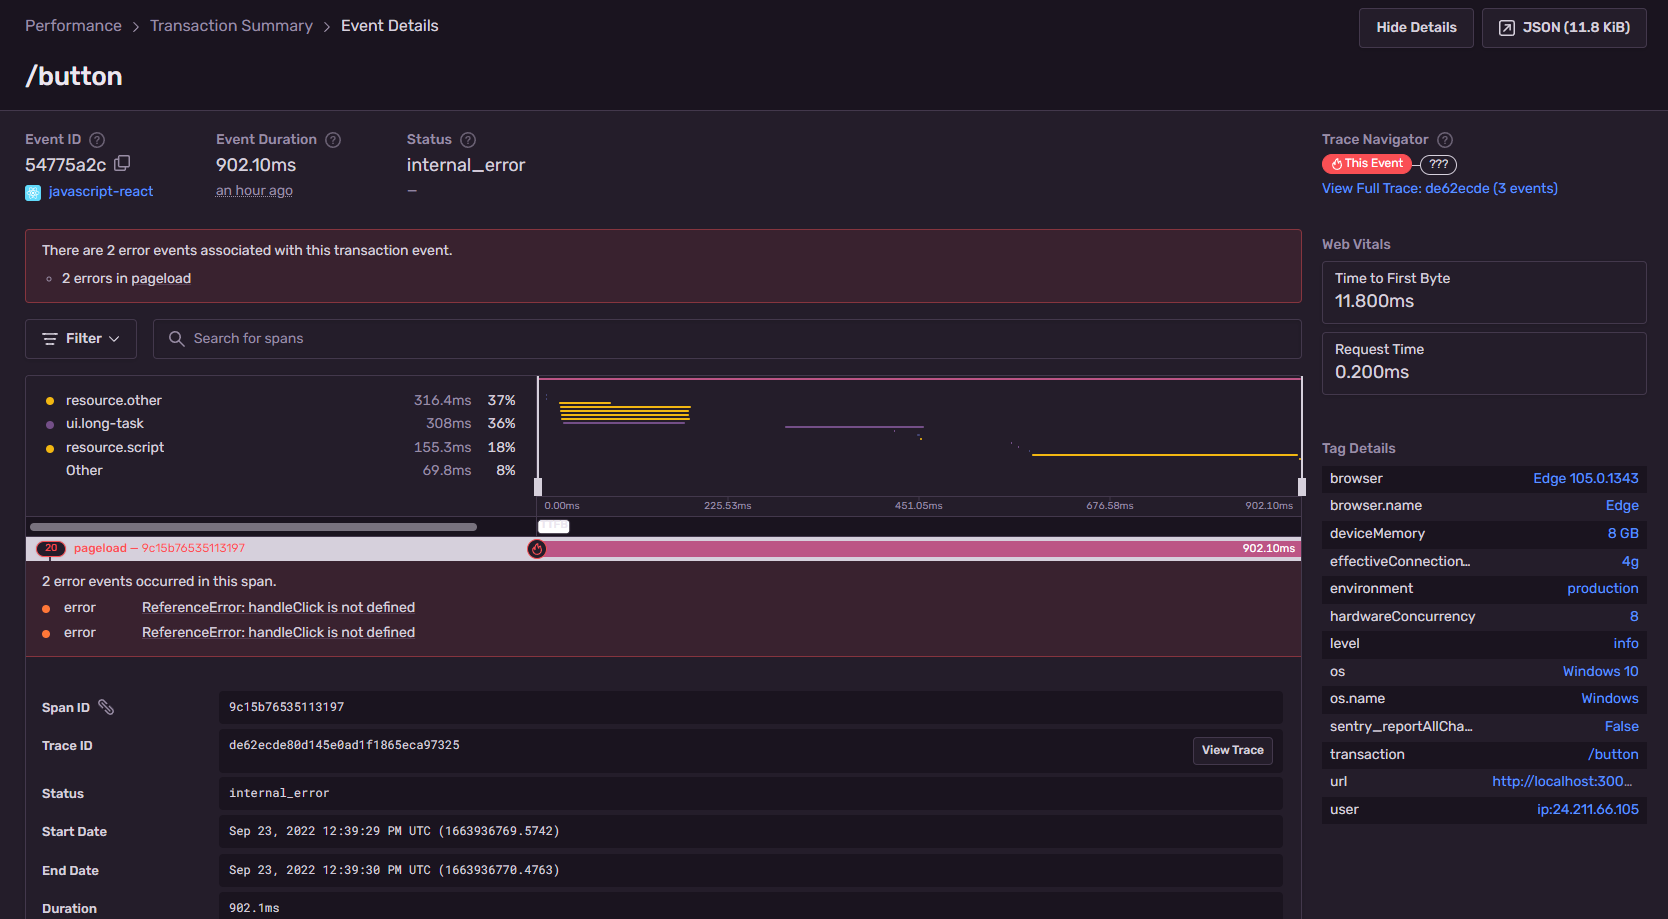 Performance > Transaction Summary > Event Details
Hide Details
JSON (11.8 KiB)
/button
Event ID
Event Duration
Status
54775a2c
902.10ms
internal_error
javascript-react
an hour ago
—
Trace Navigator
This Event
???
View Full Trace: de62ecde (3 events)
There are 2 error events associated with this transaction event.
2 errors in pageload
Filter
Search for spans
resource.other 316.4ms 37%
ui.long-task 308ms 36%
resource.script 155.3ms 18%
Other 69.8ms 8%
0.00ms 225.53ms 451.05ms 676.58ms 902.10ms
20 pageload — 9c15b76535113197 902.10ms
2 error events occurred in this span.
error ReferenceError: handleClick is not defined
error ReferenceError: handleClick is not defined
Span ID 9c15b76535113197
Trace ID de62ecde80d145e0ad1f1865eca97325 View Trace
Status internal_error
Start Date Sep 23, 2022 12:39:29 PM UTC (1663936769.5742)
End Date Sep 23, 2022 12:39:30 PM UTC (1663936770.4763)
Duration 902.1ms
Web Vitals
Time to First Byte
11.800ms
Request Time
0.200ms
Tag Details
browser Edge 105.0.1343
browser.name Edge
deviceMemory 8 GB
effectiveConnection… 4g
environment production
hardwareConcurrency 8
level info
os Windows 10
os.name Windows
sentry_reportAllCha… False
transaction /button
url http://localhost:300…
user ip:24.211.66.105